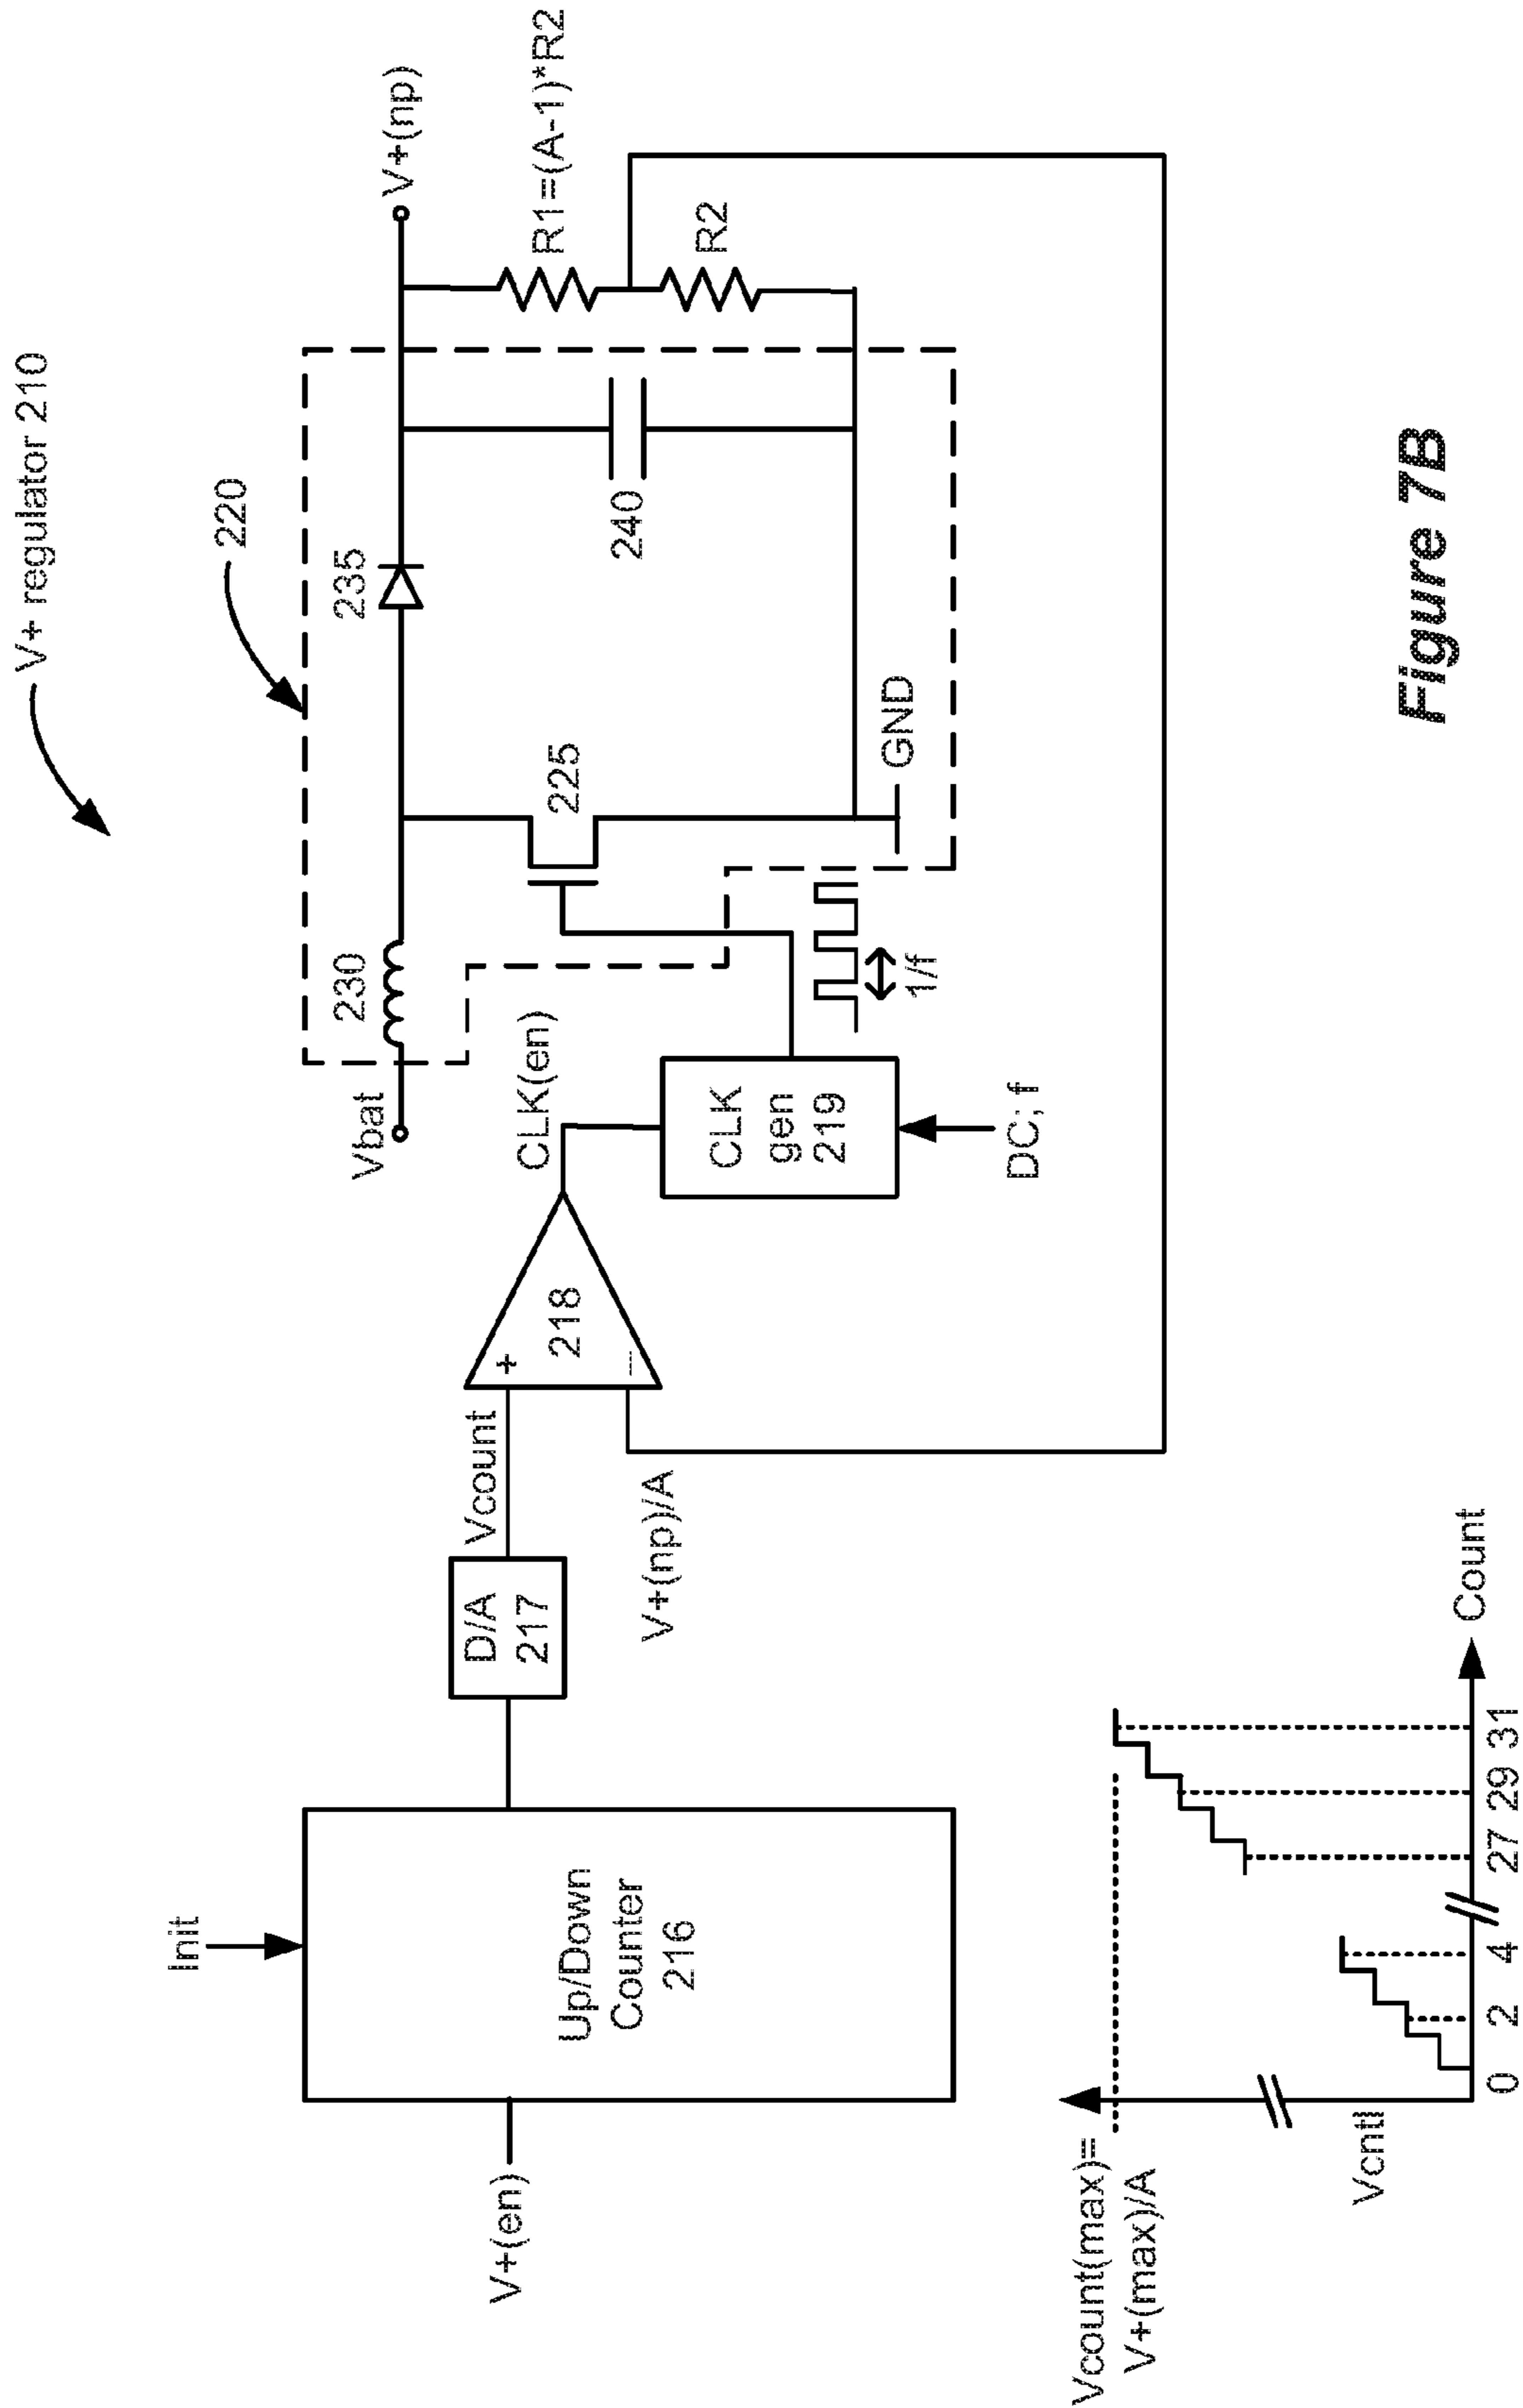 V+ regulator 210
220
Vbat
230
235
V+(np)
225
240
R1=(A-1)*R2
R2
GND
Init
V+(en)
Up/Down
Counter
216
D/A
217
Vcount
V+(np)/A
+
218
–
CLK(en)
CLK
gen
219
DC; f
1/f
Vcount(max)=
V+(max)/A
Vcntl
0 2 4 27 29 31
Count
Figure 7B